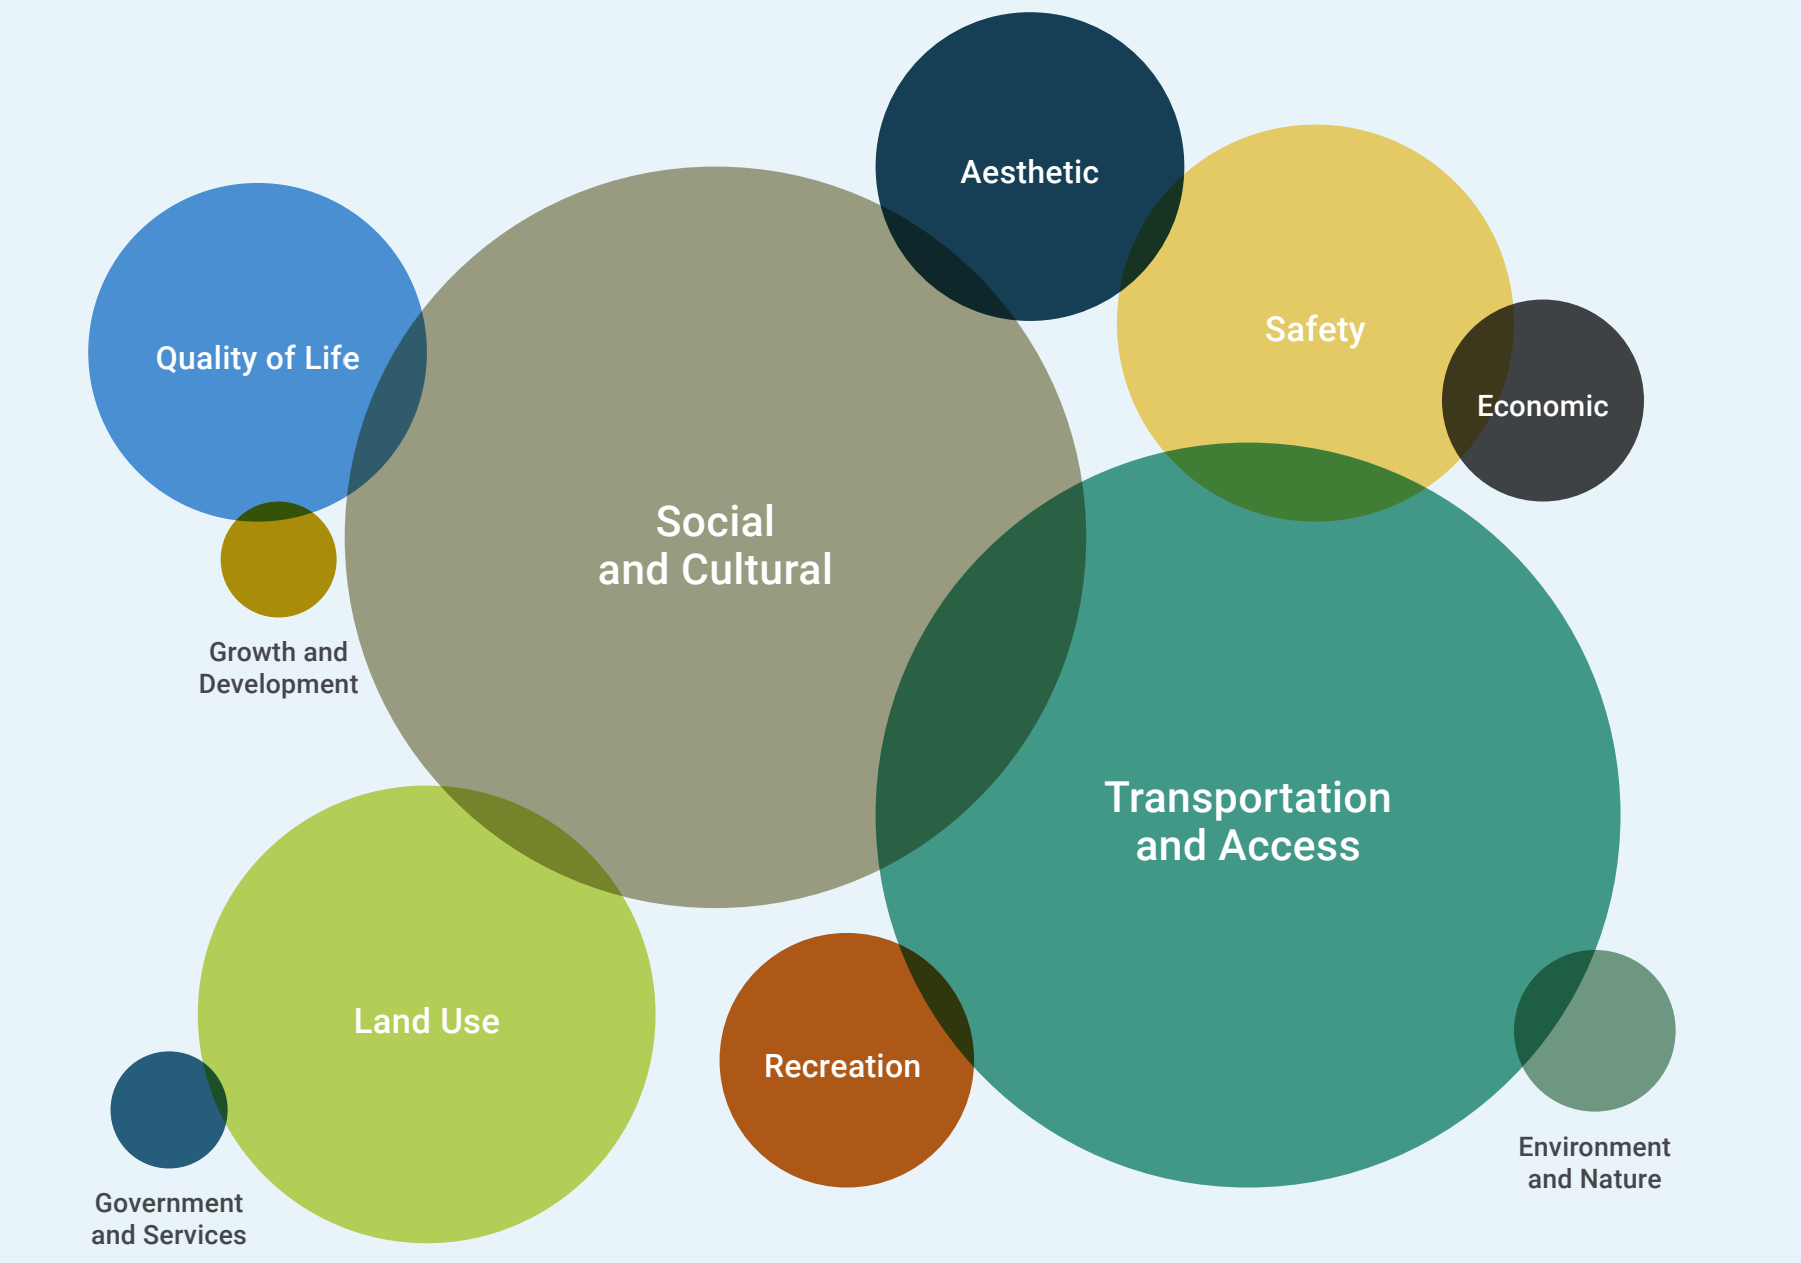 Aesthetic
Safety
Quality of Life
Economic
Social
and Cultural
Growth and
Development
Transportation
and Access
Land Use
Recreation
Environment
and Nature
Government
and Services